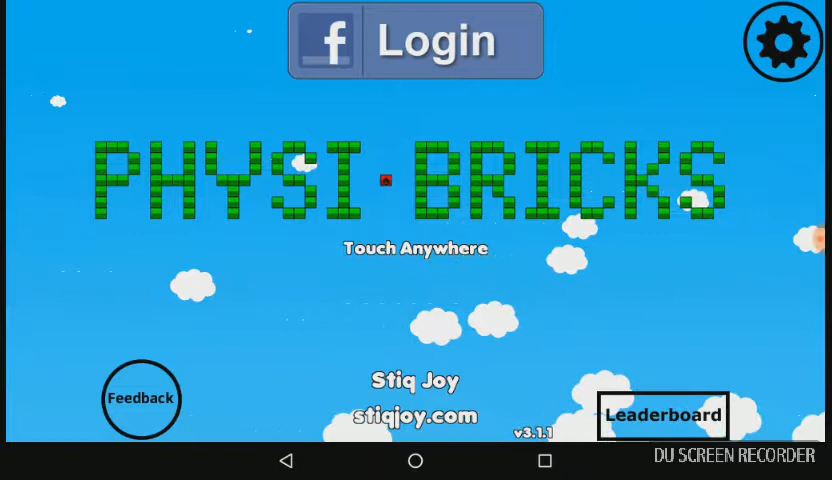 f Login
PHYSI·BRICKS
Touch Anywhere
Stiq Joy
Feedback
stiqjoy.com
Leaderboard
v3.1.1
DU SCREEN RECORDER